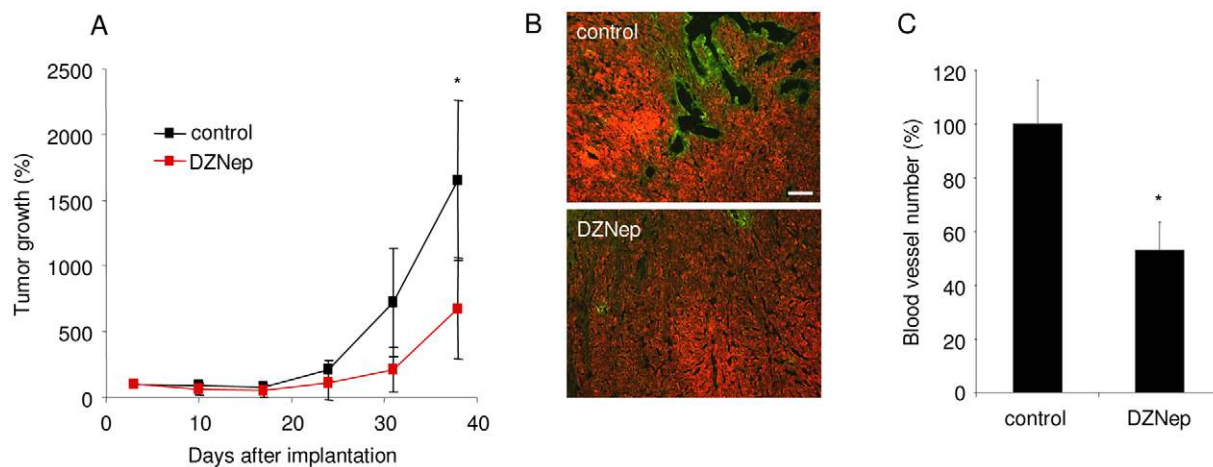 A
Tumor growth (%)
2500
2000
1500
1000
500
0
control
DZNep
*
0 10 20 30 40
Days after implantation
B
control
DZNep
C
Blood vessel number (%)
120
100
80
60
40
20
0
*
control DZNep